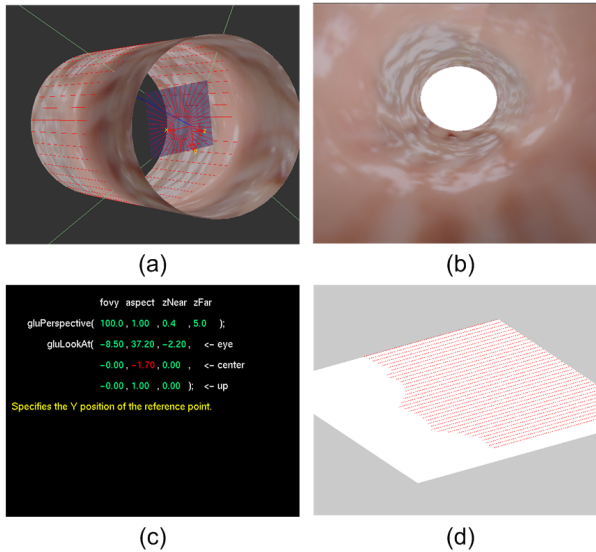 (a)
(b)
fovy aspect zNear zFar
gluPerspective( 100.0 , 1.00 , 0.4 , 5.0 );
gluLookAt( -8.50 , 37.20 , -2.20 , <- eye
-0.00 , -1.70 , 0.00 , <- center
-0.00 , 1.00 , 0.00 ); <- up
Specifies the Y position of the reference point.
(c)
(d)